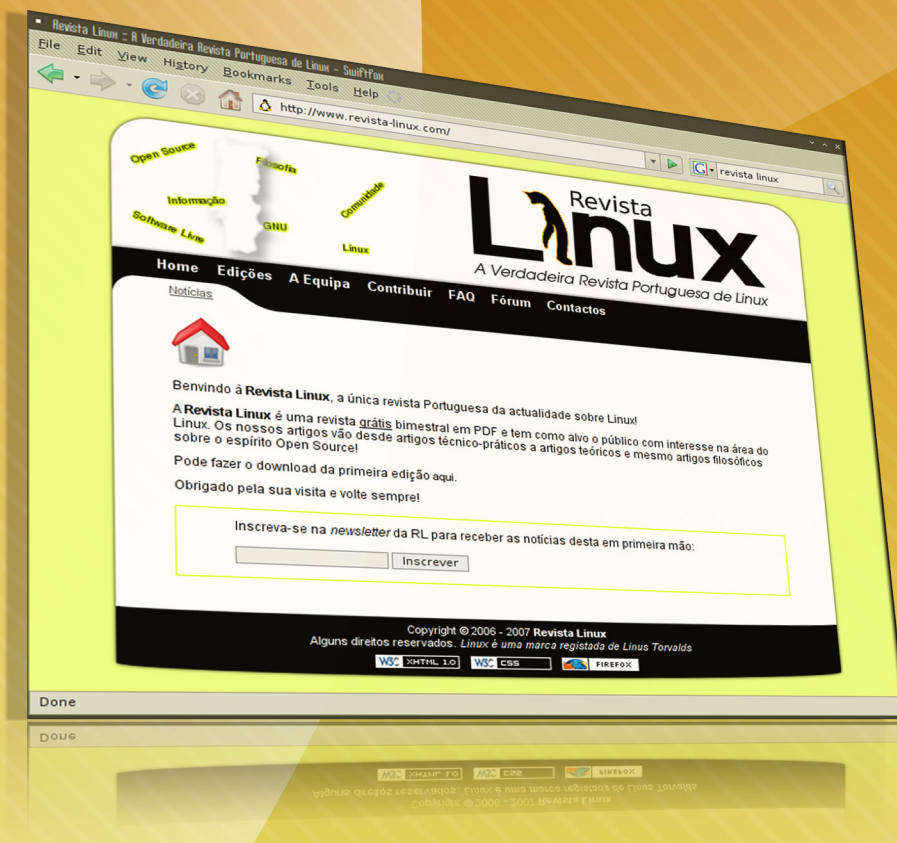 Revista Linux :: A Verdadeira Revista Portuguesa de Linux - Swiftfox
File Edit View History Bookmarks Tools Help
http://www.revista-linux.com/
revista linux
Open Source
Filosofia
Informação
Comunidade
Software Livre
GNU
Linux
Revista
Linux
A Verdadeira Revista Portuguesa de Linux
Home Edições A Equipa Contribuir FAQ Fórum Contactos
Notícias
Benvindo à Revista Linux, a única revista Portuguesa da actualidade sobre Linux!
A Revista Linux é uma revista grátis bimestral em PDF e tem como alvo o público com interesse na área do
Linux. Os nossos artigos vão desde artigos técnico-práticos a artigos teóricos e mesmo artigos filosóficos
sobre o espírito Open Source!
Pode fazer o download da primeira edição aqui.
Obrigado pela sua visita e volte sempre!
Inscreva-se na newsletter da RL para receber as notícias desta em primeira mão:
Inscrever
Copyright © 2006 - 2007 Revista Linux
Alguns direitos reservados. Linux é uma marca registada de Linus Torvalds
W3C XHTML 1.0 W3C CSS FIREFOX
Done